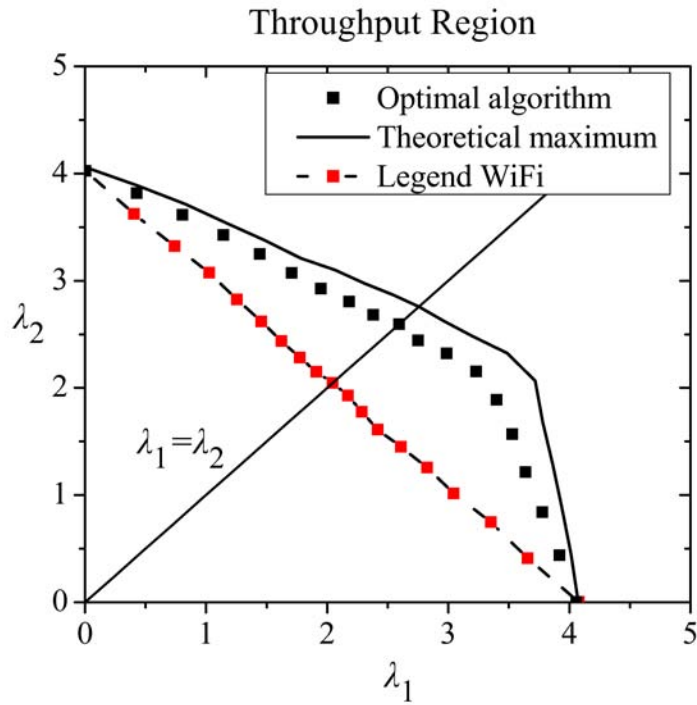 Throughput Region
Optimal algorithm
Theoretical maximum
Legend WiFi
5
4
3
2
1
0
λ₂
λ₁=λ₂
0 1 2 3 4 5
λ₁